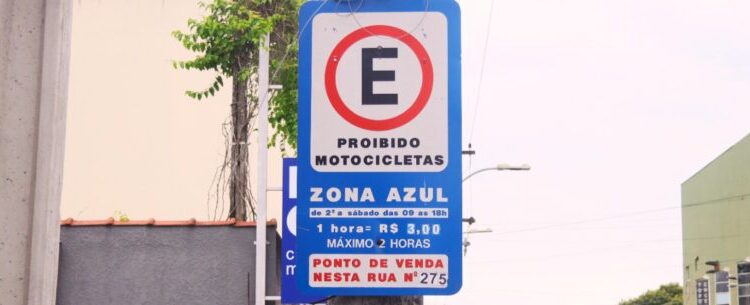 E
PROIBIDO
MOTOCICLETAS
ZONA AZUL
de 2ª a sábado das 09 as 18h
1 hora= R$ 3,00
MÁXIMO 2 HORAS
PONTO DE VENDA
NESTA RUA Nº 275